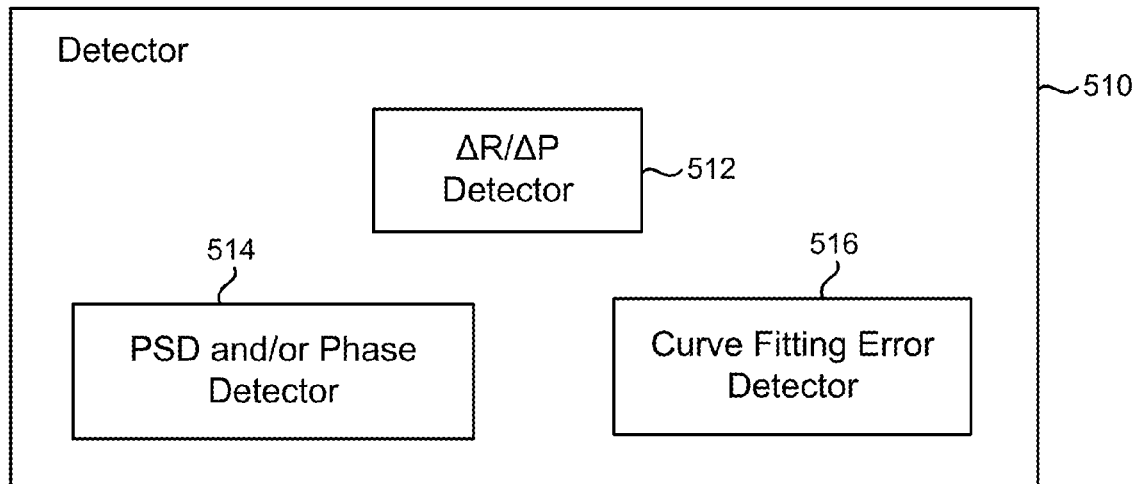 Detector
510
ΔR/ΔP
Detector
512
514
516
PSD and/or Phase
Detector
Curve Fitting Error
Detector